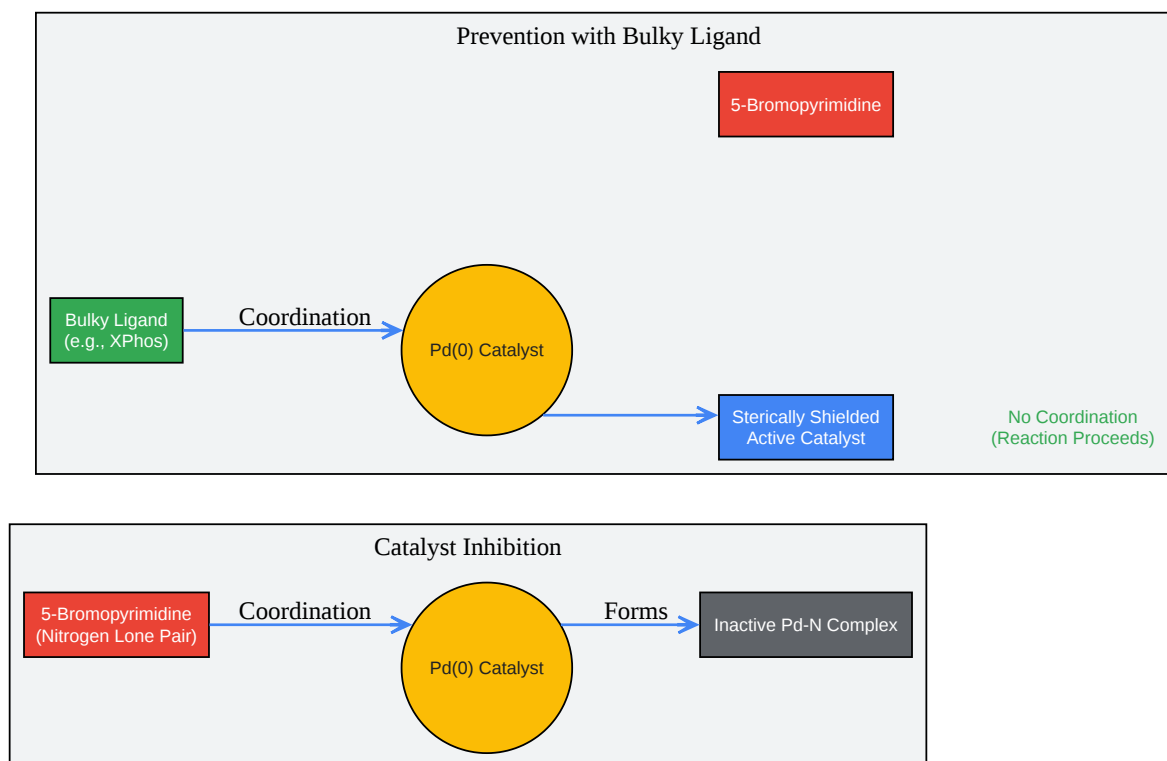 Prevention with Bulky Ligand
5-Bromopyrimidine
Bulky Ligand
(e.g., XPhos)
Coordination
Pd(0) Catalyst
Sterically Shielded
Active Catalyst
No Coordination
(Reaction Proceeds)
Catalyst Inhibition
5-Bromopyrimidine
(Nitrogen Lone Pair)
Coordination
Pd(0) Catalyst
Forms
Inactive Pd-N Complex